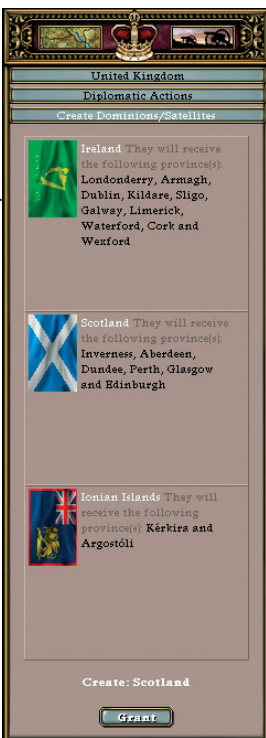 United Kingdom
Diplomatic Actions
Create Dominions/Satellites
Ireland They will receive
the following province(s):
Londonderry, Armagh,
Dublin, Kildare, Sligo,
Galway, Limerick,
Waterford, Cork and
Wexford
Scotland They will receive
the following province(s):
Inverness, Aberdeen,
Dundee, Perth, Glasgow
and Edinburgh
Ionian Islands They will
receive the following
province(s): Kérkira and
Argostóli
Create: Scotland
Grant